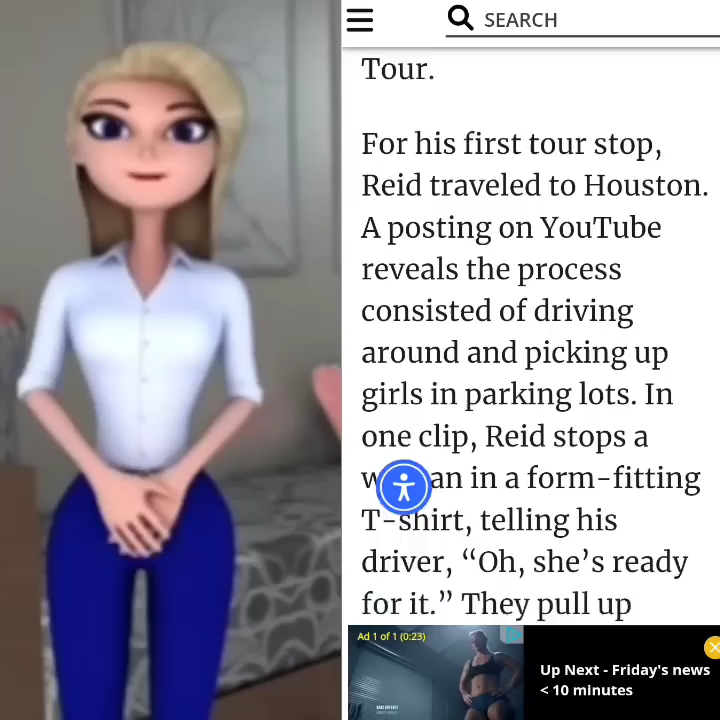 SEARCH
Tour.
For his first tour stop,
Reid traveled to Houston.
A posting on YouTube
reveals the process
consisted of driving
around and picking up
girls in parking lots. In
one clip, Reid stops a
in a form-fitting
T-shirt, telling his
driver, “Oh, she’s ready
for it.” They pull up
Ad 1 of 1 (0:23)
Up Next - Friday's news
< 10 minutes